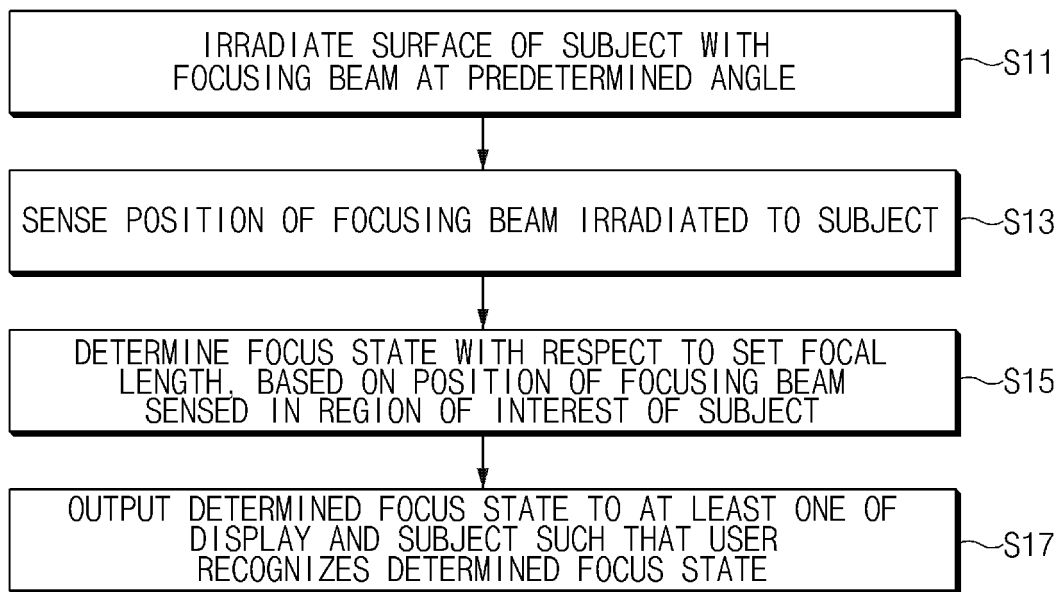 IRRADIATE SURFACE OF SUBJECT WITH
FOCUSING BEAM AT PREDETERMINED ANGLE
S11
SENSE POSITION OF FOCUSING BEAM IRRADIATED TO SUBJECT
S13
DETERMINE FOCUS STATE WITH RESPECT TO SET FOCAL
LENGTH, BASED ON POSITION OF FOCUSING BEAM
SENSED IN REGION OF INTEREST OF SUBJECT
S15
OUTPUT DETERMINED FOCUS STATE TO AT LEAST ONE OF
DISPLAY AND SUBJECT SUCH THAT USER
RECOGNIZES DETERMINED FOCUS STATE
S17